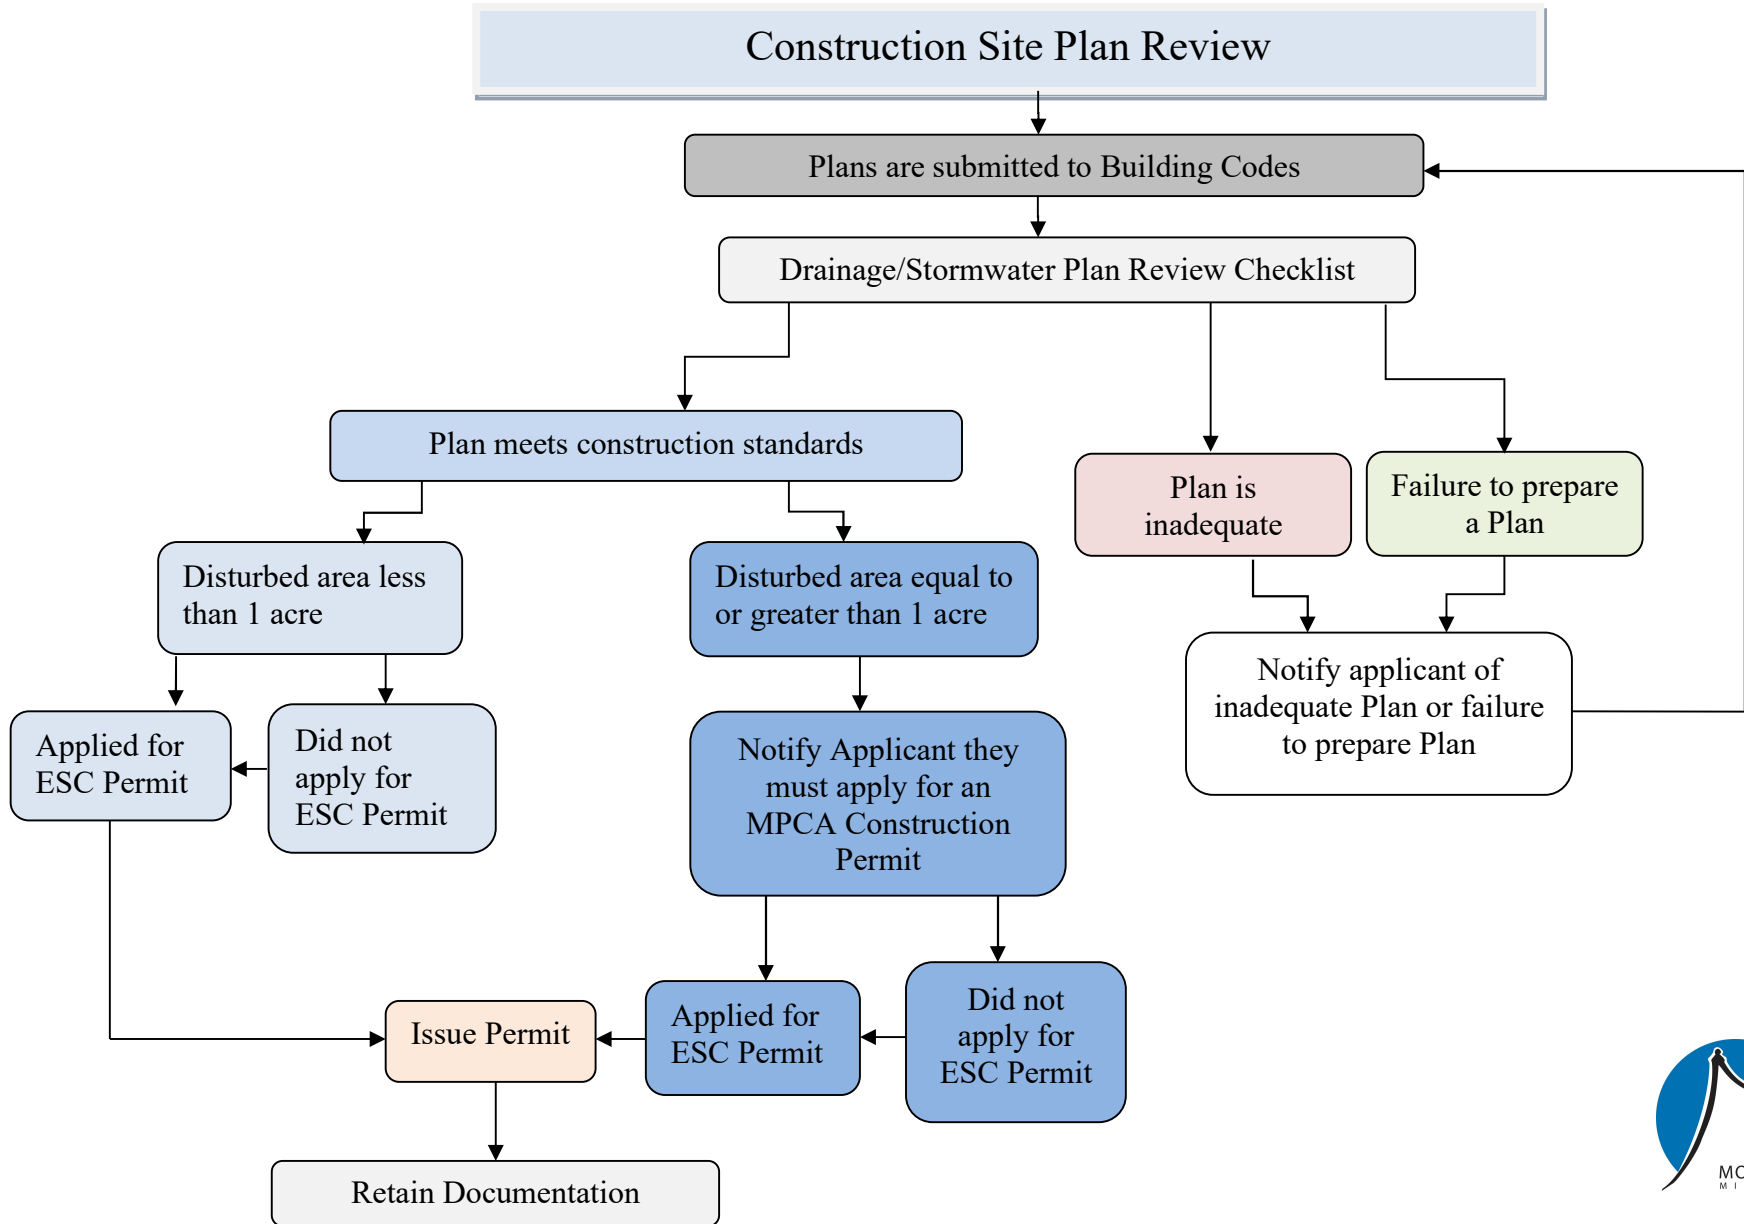 Construction Site Plan Review
Plans are submitted to Building Codes
Drainage/Stormwater Plan Review Checklist
Plan meets construction standards
Plan is
inadequate
Failure to prepare
a Plan
Disturbed area less
than 1 acre
Disturbed area equal to
or greater than 1 acre
Notify applicant of
inadequate Plan or failure
to prepare Plan
Applied for
ESC Permit
Did not
apply for
ESC Permit
Notify Applicant they
must apply for an
MPCA Construction
Permit
Issue Permit
Applied for
ESC Permit
Did not
apply for
ESC Permit
Retain Documentation